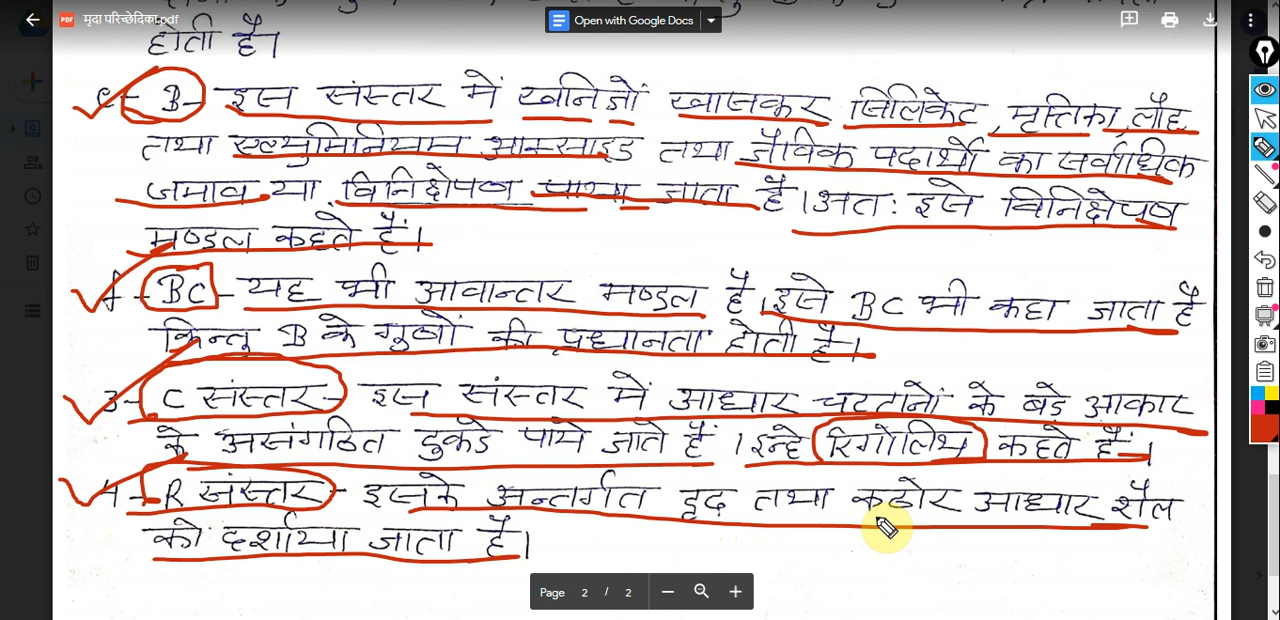 मृदा परिच्छेदिका.pdf
Open with Google Docs
होती है।
e- B- इस संस्तर में खनिजों खासकर सिलिकेट, मृत्तिका, लौह
तथा एल्युमिनियम आक्साइड तथा जैविक पदार्थो का सर्वाधिक
जमाव या विनिक्षेपण पाया जाता है। अत: इसे विनिक्षेपण
मण्डल कहते हैं।
f - BC - यह भी आवान्तर मण्डल है। इसे BC भी कहा जाता है
किन्तु B के गुणों की प्रधानता होती है।
3- C संस्तर- इस संस्तर में आधार चटटानों के बड़े आकार
के असंगठित टुकडे पाये जाते हैं । इन्हे रिगोलिथ कहते हैं।
4- R संस्तर- इसके अन्तर्गत दृढ तथा कठोर आधार शैल
को दर्शाया जाता है।
Page 2 / 2